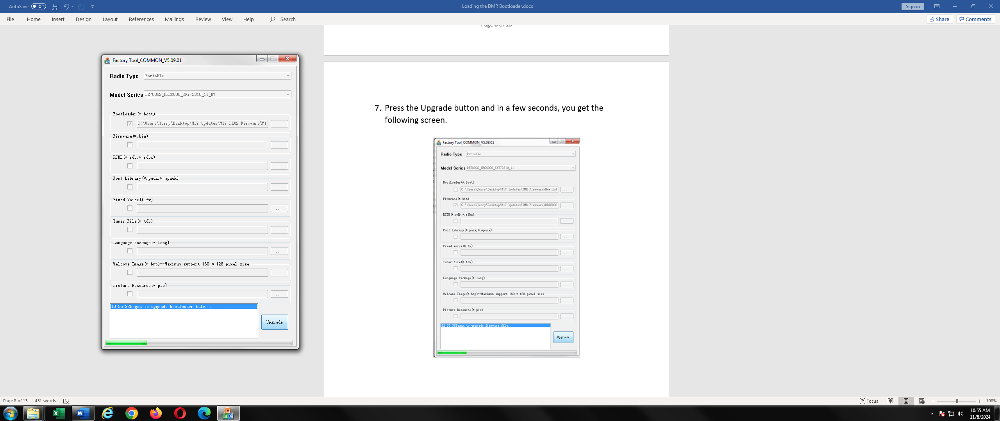 AutoSave Off
Loading the DMR Bootloader.docx
Sign in
File Home Insert Design Layout References Mailings Review View Help Search
Share Comments
Factory Tool_COMMON_V5.09.01
Radio Type Portable
Model Series DR7800S_HRC6000_SKY72310_11_H7
Bootloader(*.boot)
C:\Users\Jerry\Desktop\M17 Updates\M17 PLUS Firmware\M1 ...
Firmware(*.bin)
...
RCDB(*.rdb,*.rdbx)
...
Font Library(*.pack,*.mpack)
...
Fixed Voice(*.fv)
...
Tuner File(*.tdb)
...
Language Package(*.lang)
...
Welcome Image(*.bmp)--Maximum support 160 * 128 pixel size
...
Picture Resource(*.pic)
...
10:55:22Began to upgrade bootloader file...
Upgrade
7. Press the Upgrade button and in a few seconds, you get the
following screen.
Factory Tool_COMMON_V5.08.01
Radio Type Portable
Model Series DR7800S_HRC6000_SKY72310_11
Bootloader(*.boot)
C:\Users\Jerry\Desktop\M17 Updates\DMR Firmware\New fol ...
Firmware(*.bin)
C:\Users\Jerry\Desktop\M17 Updates\DMR Firmware\DR7800S ...
RCDB(*.rdb,*.rdbx)
...
Font Library(*.pack,*.mpack)
...
Fixed Voice(*.fv)
...
Tuner File(*.tdb)
...
Language Package(*.lang)
...
Welcome Image(*.bmp)--Maximum support 160 * 128 pixel size
...
Picture Resource(*.pic)
...
12:33:38Began to upgrade firmware file..
Upgrade
Page 8 of 13 451 words
Focus 108%
10:55 AM
11/8/2024